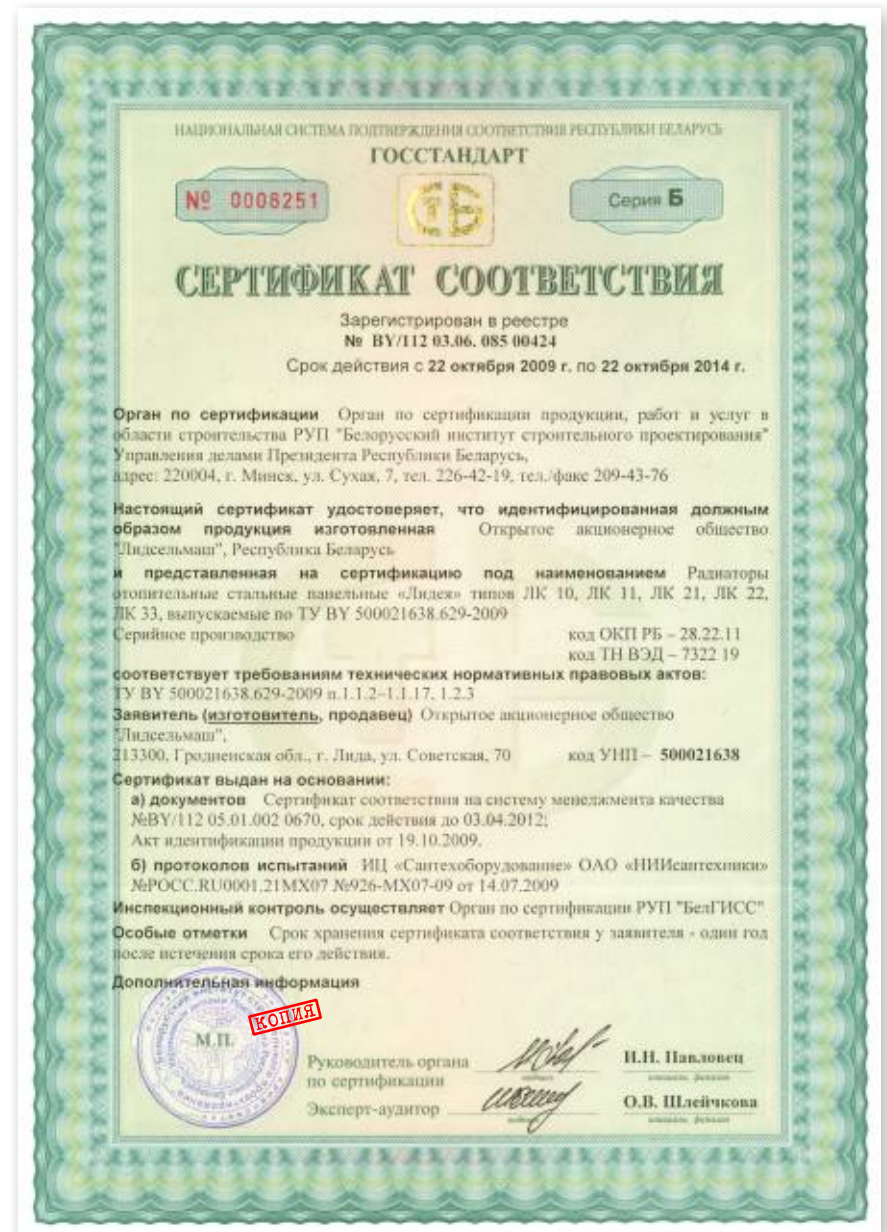 НАЦИОНАЛЬНАЯ СИСТЕМА ПОДТВЕРЖДЕНИЯ СООТВЕТСТВИЯ РЕСПУБЛИКИ БЕЛАРУСЬ
ГОССТАНДАРТ
№ 0008251
СТБ
Серия Б
СЕРТИФИКАТ СООТВЕТСТВИЯ
Зарегистрирован в реестре
№ BY/112 03.06. 085 00424
Срок действия с 22 октября 2009 г. по 22 октября 2014 г.
Орган по сертификации Орган по сертификации продукции, работ и услуг в
области строительства РУП "Белорусский институт строительного проектирования"
Управления делами Президента Республики Беларусь,
адрес: 220004, г. Минск, ул. Сухая, 7, тел. 226-42-19, тел./факс 209-43-76
Настоящий сертификат удостоверяет, что идентифицированная должным
образом продукция изготовленная Открытое акционерное общество
"Лидсельмаш", Республика Беларусь
и представленная на сертификацию под наименованием Радиаторы
отопительные стальные панельные «Лидея» типов ЛК 10, ЛК 11, ЛК 21, ЛК 22,
ЛК 33, выпускаемые по ТУ BY 500021638.629-2009
Серийное производство код ОКП РБ – 28.22.11
код ТН ВЭД – 7322 19
соответствует требованиям технических нормативных правовых актов:
ТУ BY 500021638.629-2009 п.1.1.2–1.1.17, 1.2.3
Заявитель (изготовитель, продавец) Открытое акционерное общество
"Лидсельмаш",
213300, Гродненская обл., г. Лида, ул. Советская, 70 код УНП – 500021638
Сертификат выдан на основании:
а) документов Сертификат соответствия на систему менеджмента качества
№BY/112 05.01.002 0670, срок действия до 03.04.2012;
Акт идентификации продукции от 19.10.2009.
б) протоколов испытаний ИЦ «Сантехоборудование» ОАО «НИИсантехники»
№РОСС.RU0001.21МХ07 №926-МХ07-09 от 14.07.2009
Инспекционный контроль осуществляет Орган по сертификации РУП "БелГИСС"
Особые отметки Срок хранения сертификата соответствия у заявителя - один год
после истечения срока его действия.
Дополнительная информация
КОПИЯ
М.П.
Руководитель органа
по сертификации
И.Н. Павловец
Эксперт-аудитор
О.В. Шлейчкова